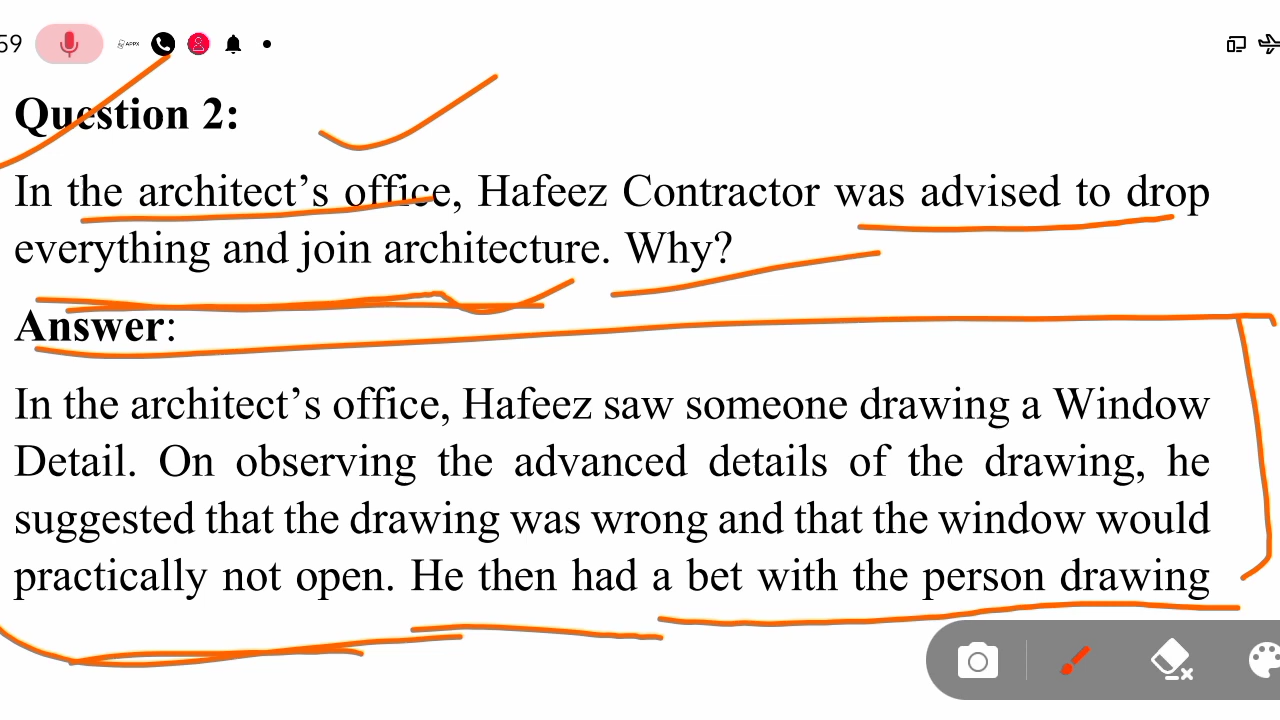 59
APPX
Question 2:
In the architect’s office, Hafeez Contractor was advised to drop
everything and join architecture. Why?
Answer:
In the architect’s office, Hafeez saw someone drawing a Window
Detail. On observing the advanced details of the drawing, he
suggested that the drawing was wrong and that the window would
practically not open. He then had a bet with the person drawing